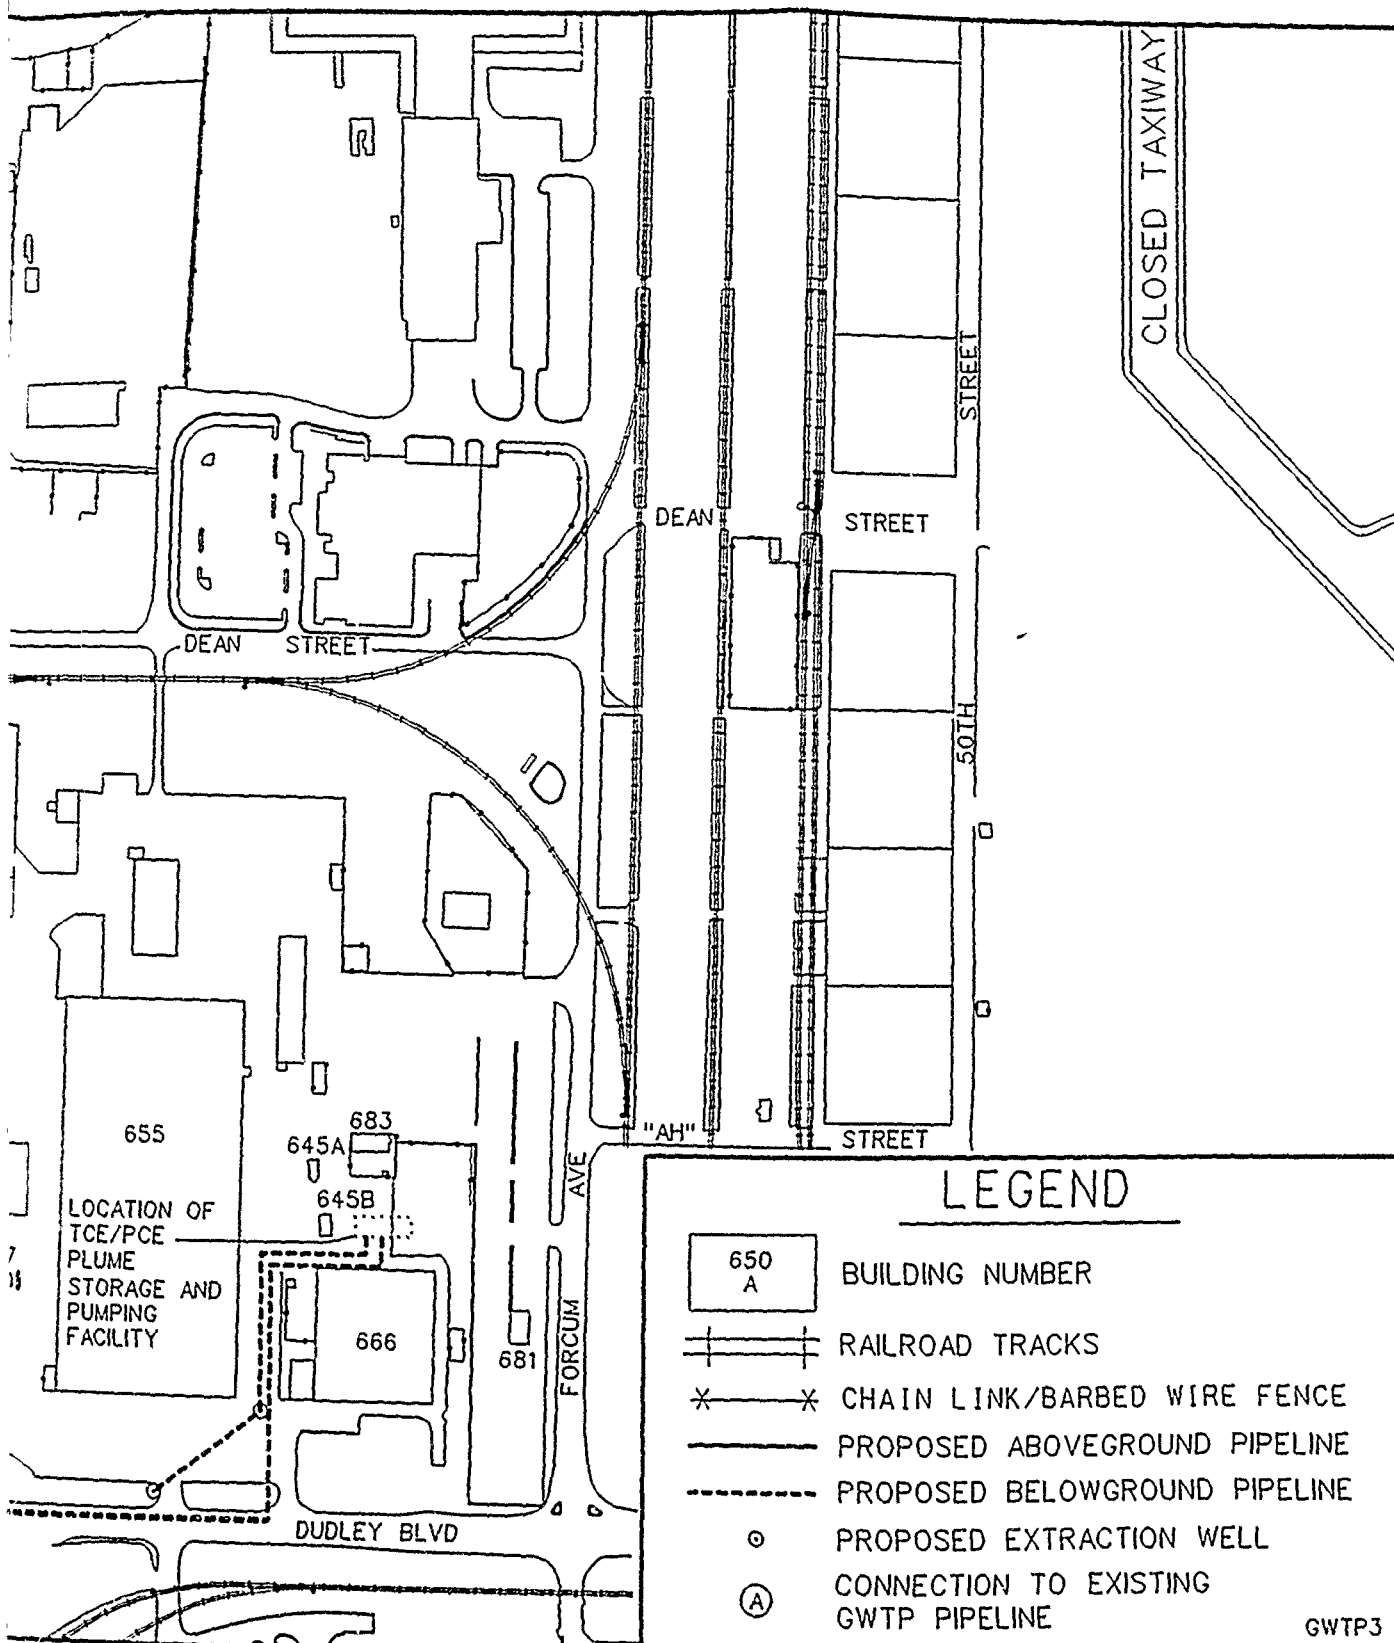 CLOSED TAXIWAY
STREET
DEAN
STREET
DEAN STREET
50TH
655
683
645A
"AH" STREET
645B
LOCATION OF
TCE/PCE
PLUME
STORAGE AND
PUMPING
FACILITY
7
666
681
FORCUM AVE
DUDLEY BLVD
LEGEND
650
A
BUILDING NUMBER
RAILROAD TRACKS
CHAIN LINK/BARBED WIRE FENCE
PROPOSED ABOVEGROUND PIPELINE
PROPOSED BELOWGROUND PIPELINE
PROPOSED EXTRACTION WELL
A
CONNECTION TO EXISTING
GWTP PIPELINE
GWTP3